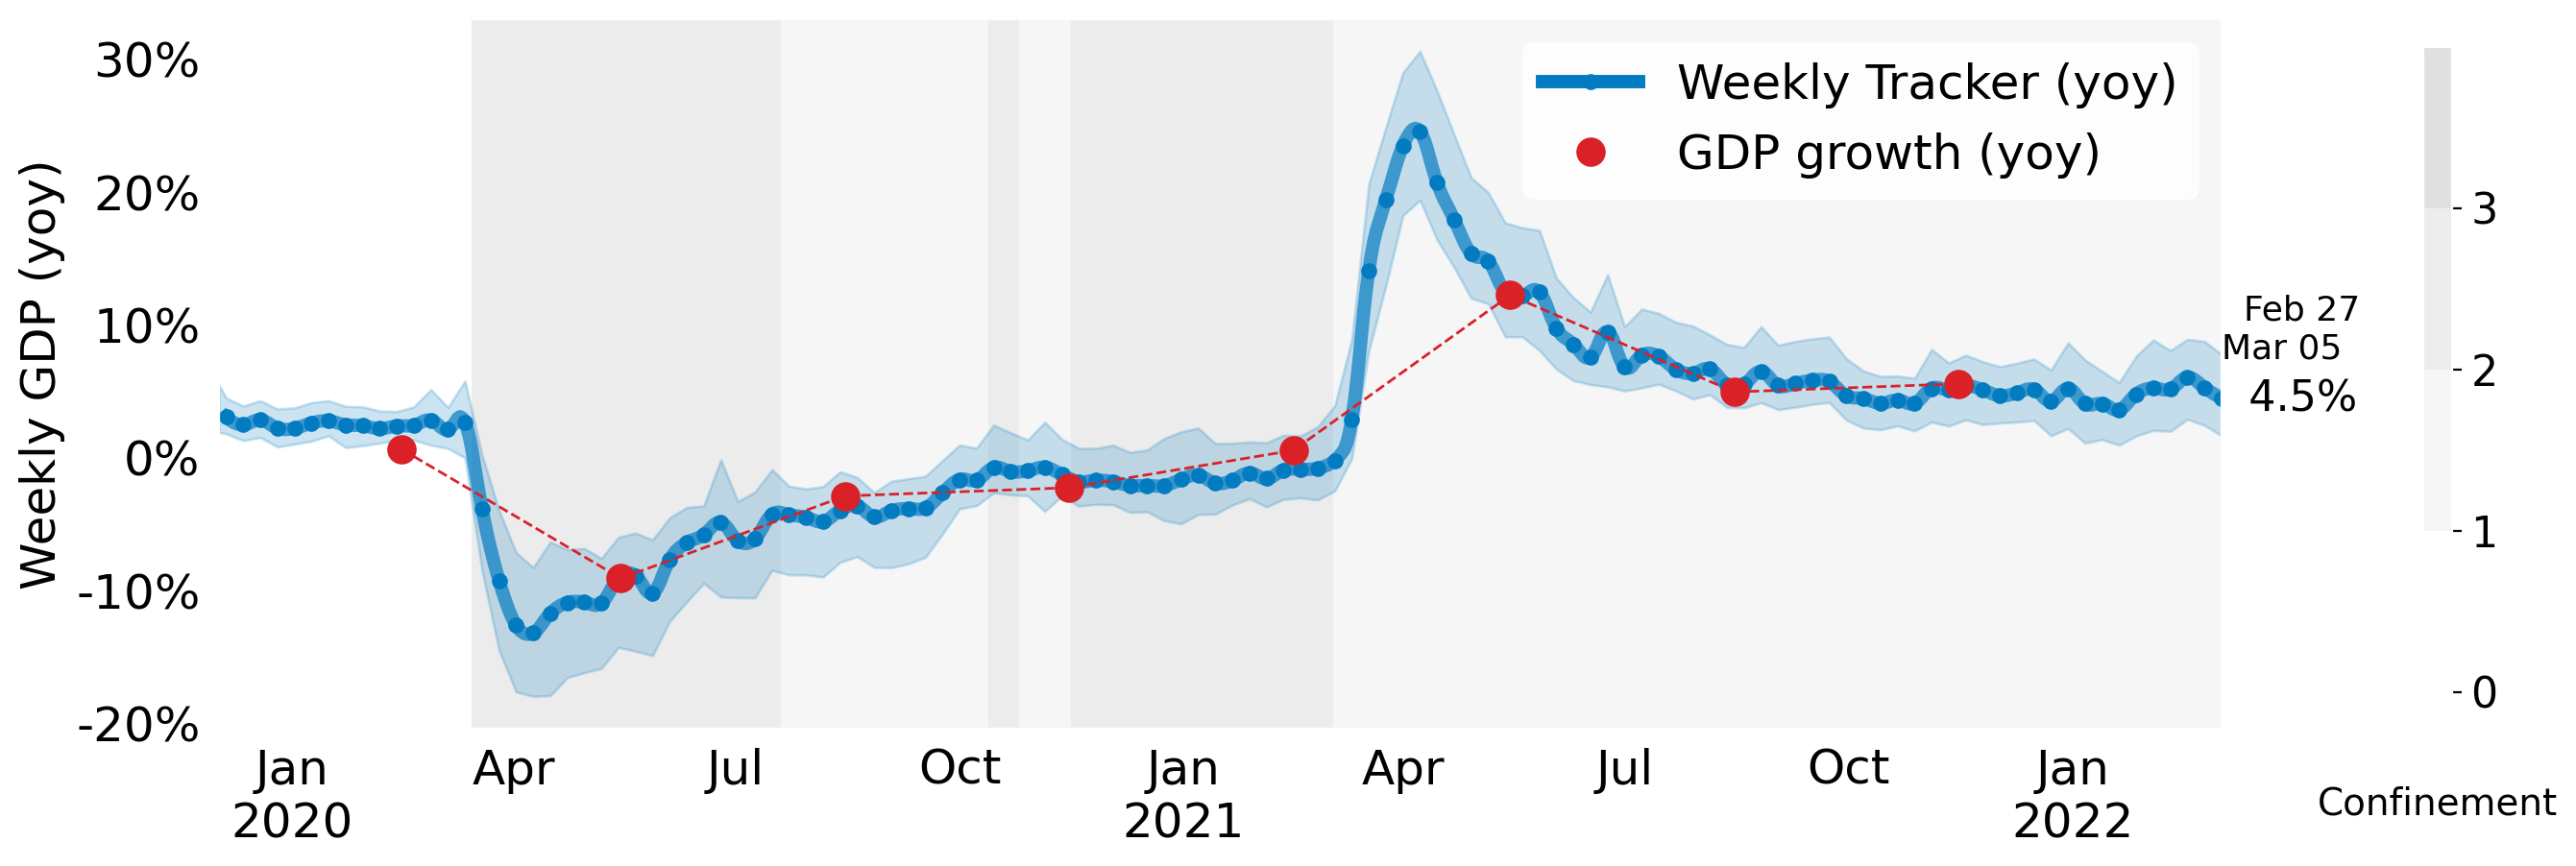 Weekly GDP (yoy)
30%
20%
10%
0%
-10%
-20%
Weekly Tracker (yoy)
GDP growth (yoy)
Feb 27
Mar 05
4.5%
3
2
1
0
Jan Apr Jul Oct Jan Apr Jul Oct Jan
2020 2021 2022
Confinement